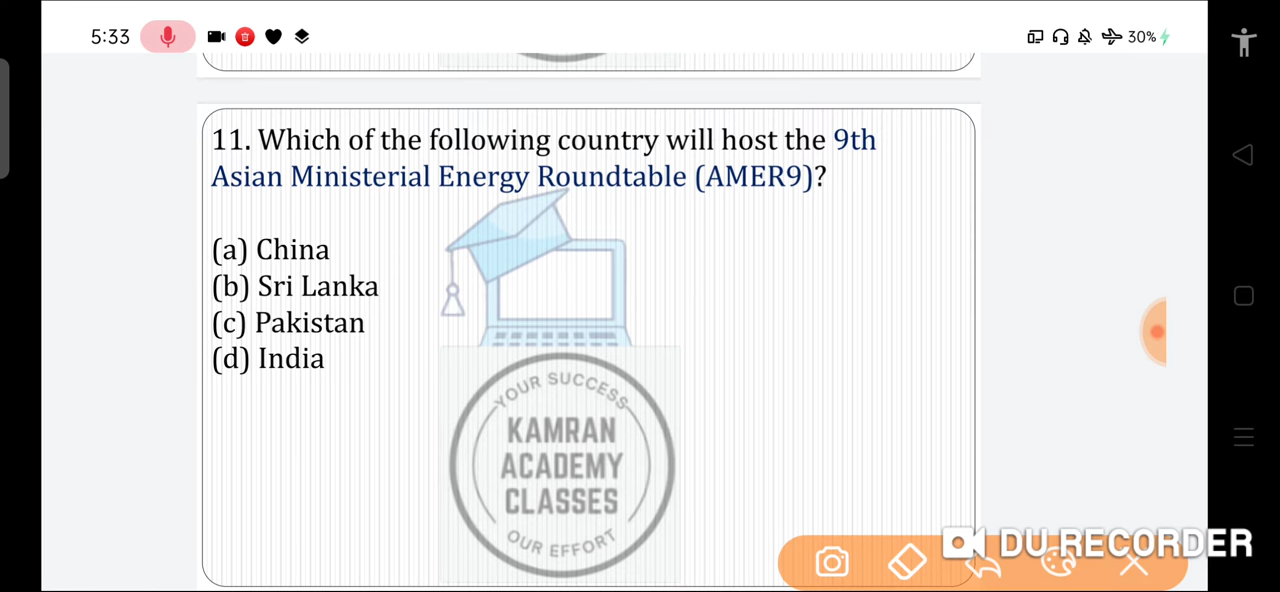 5:33
30%
11. Which of the following country will host the 9th
Asian Ministerial Energy Roundtable (AMER9)?
(a) China
(b) Sri Lanka
(c) Pakistan
(d) India
YOUR SUCCESS
KAMRAN
ACADEMY
CLASSES
OUR EFFORT
DU RECORDER